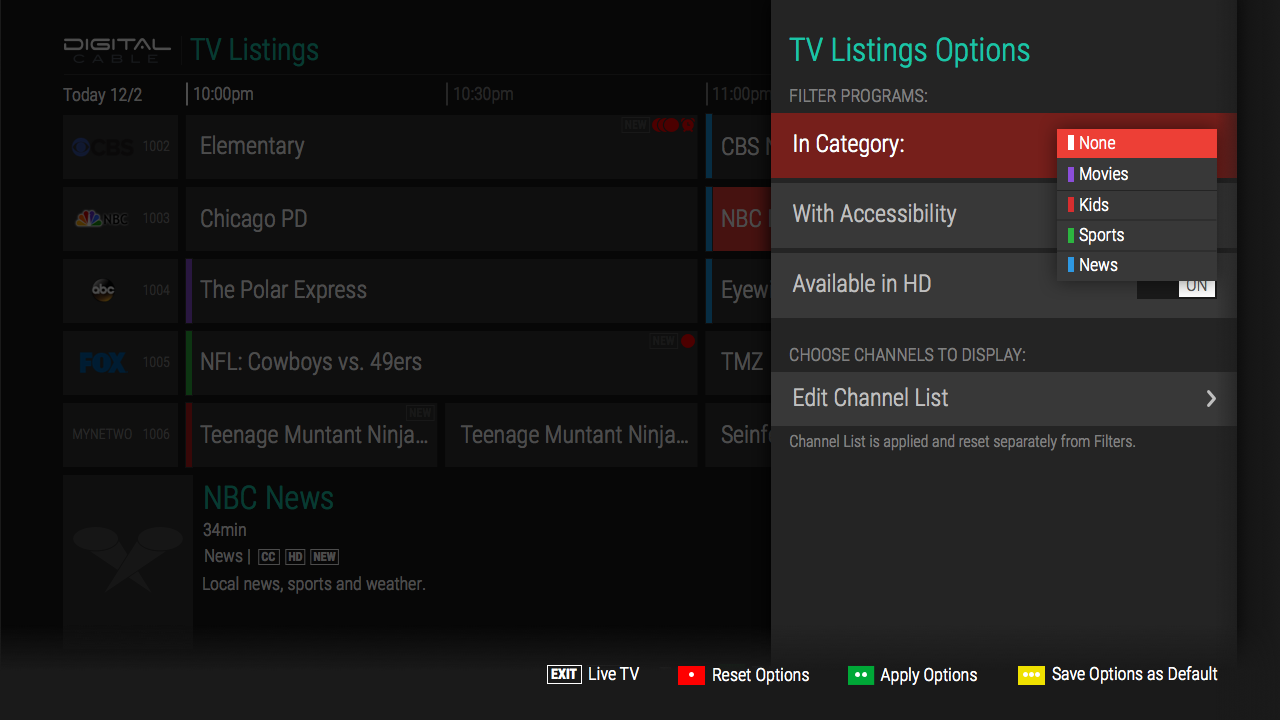 DIGITAL
CABLE
TV Listings
Today 12/2
10:00pm
10:30pm
11:00pm
CBS 1002
Elementary
NEW
CBS N
NBC 1003
Chicago PD
NBC
abc 1004
The Polar Express
Eyew
FOX 1005
NFL: Cowboys vs. 49ers
NEW
TMZ
MYNETWO 1006
Teenage Muntant Ninja...
NEW
Teenage Muntant Ninja...
Seinfe
NBC News
34min
News | CC HD NEW
Local news, sports and weather.
TV Listings Options
FILTER PROGRAMS:
In Category:
None
Movies
Kids
Sports
News
With Accessibility
Available in HD
ON
CHOOSE CHANNELS TO DISPLAY:
Edit Channel List
Channel List is applied and reset separately from Filters.
EXIT Live TV
Reset Options
Apply Options
Save Options as Default